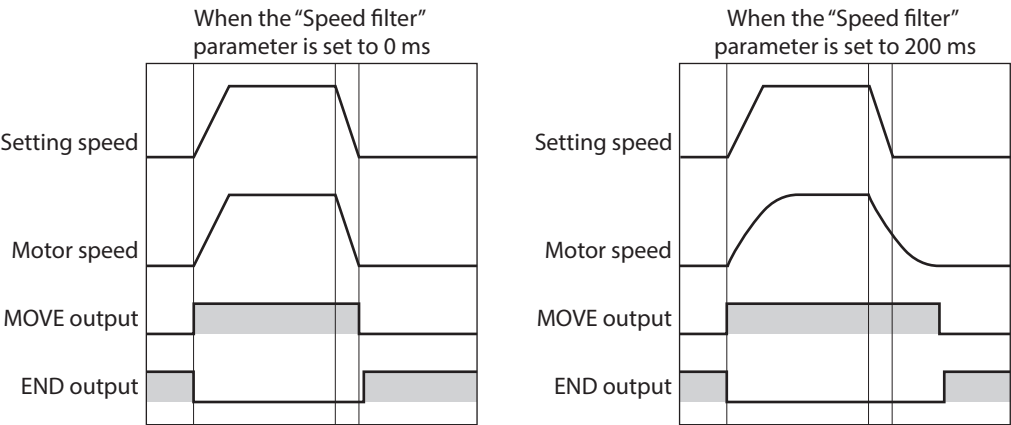 When the “Speed filter”
parameter is set to 0 ms
Setting speed
Motor speed
MOVE output
END output
When the “Speed filter”
parameter is set to 200 ms
Setting speed
Motor speed
MOVE output
END output